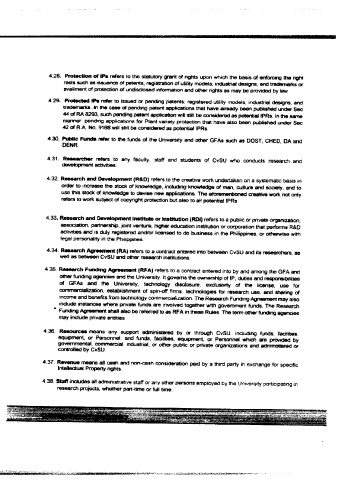 4.28. Protection of IPs refers to the statutory grant of rights upon which the basis of enforcing the right
rests such as issuance of patents, registration of utility models, industrial designs, and trademarks or
availment of protection of undisclosed information and other rights as may be provided by law.
4.29. Protected IPs refer to issued or pending patents, registered utility models, industrial designs, and
trademarks. In the case of pending patent applications that have already been published under Sec
44 of RA 8293, such pending patent application will still be considered as potential IPRs. In the same
manner, pending applications for Plant variety protection that have also been published under Sec
42 of R.A. No. 9168 will still be considered as potential IPRs.
4.30. Public Funds refer to the funds of the University and other GFAs such as DOST, CHED, DA and
DENR.
4.31. Researcher refers to any faculty, staff and students of CvSU who conducts research and
development activities.
4.32. Research and Development (R&D) refers to the creative work undertaken on a systematic basis in
order to increase the stock of knowledge, including knowledge of man, culture and society, and to
use this stock of knowledge to devise new applications. The aforementioned creative work not only
refers to work subject of copyright protection but also to all potential IPRs.
4.33. Research and Development Institute or Institution (RDI) refers to a public or private organization,
association, partnership, joint venture, higher education institution or corporation that performs R&D
activities and is duly registered and/or licensed to do business in the Philippines, or otherwise with
legal personality in the Philippines.
4.34. Research Agreement (RA) refers to a contract entered into between CvSU and its researchers, as
well as between CvSU and other research institutions.
4.35. Research Funding Agreement (RFA) refers to a contract entered into by and among the GFA and
other funding agencies and the University. It governs the ownership of IP, duties and responsibilities
of GFAs and the University, technology disclosure, exclusivity of the license, use for
commercialization, establishment of spin-off firms, technologies for research use, and sharing of
income and benefits from technology commercialization. The Research Funding Agreement may also
include instances where private funds are involved together with government funds. The Research
Funding Agreement shall also be referred to as RFA in these Rules. The term other funding agencies
may include private entities.
4.36. Resources means any support administered by or through CvSU, including funds, facilities,
equipment, or Personnel; and funds, facilities, equipment, or Personnel which are provided by
governmental, commercial, industrial, or other public or private organizations and administered or
controlled by CvSU.
4.37. Revenue means all cash and non-cash consideration paid by a third party in exchange for specific
Intellectual Property rights.
4.38. Staff includes all administrative staff or any other persons employed by the University participating in
research projects, whether part-time or full time.